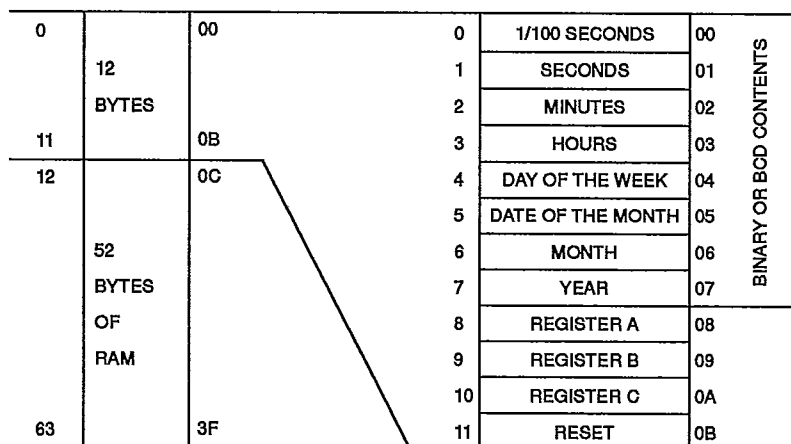 0 00
12
BYTES
11 0B
12 0C
52
BYTES
OF
RAM
63 3F
0 1/100 SECONDS 00
1 SECONDS 01
2 MINUTES 02
3 HOURS 03
4 DAY OF THE WEEK 04
5 DATE OF THE MONTH 05
6 MONTH 06
7 YEAR 07
8 REGISTER A 08
9 REGISTER B 09
10 REGISTER C 0A
11 RESET 0B
BINARY OR BCD CONTENTS